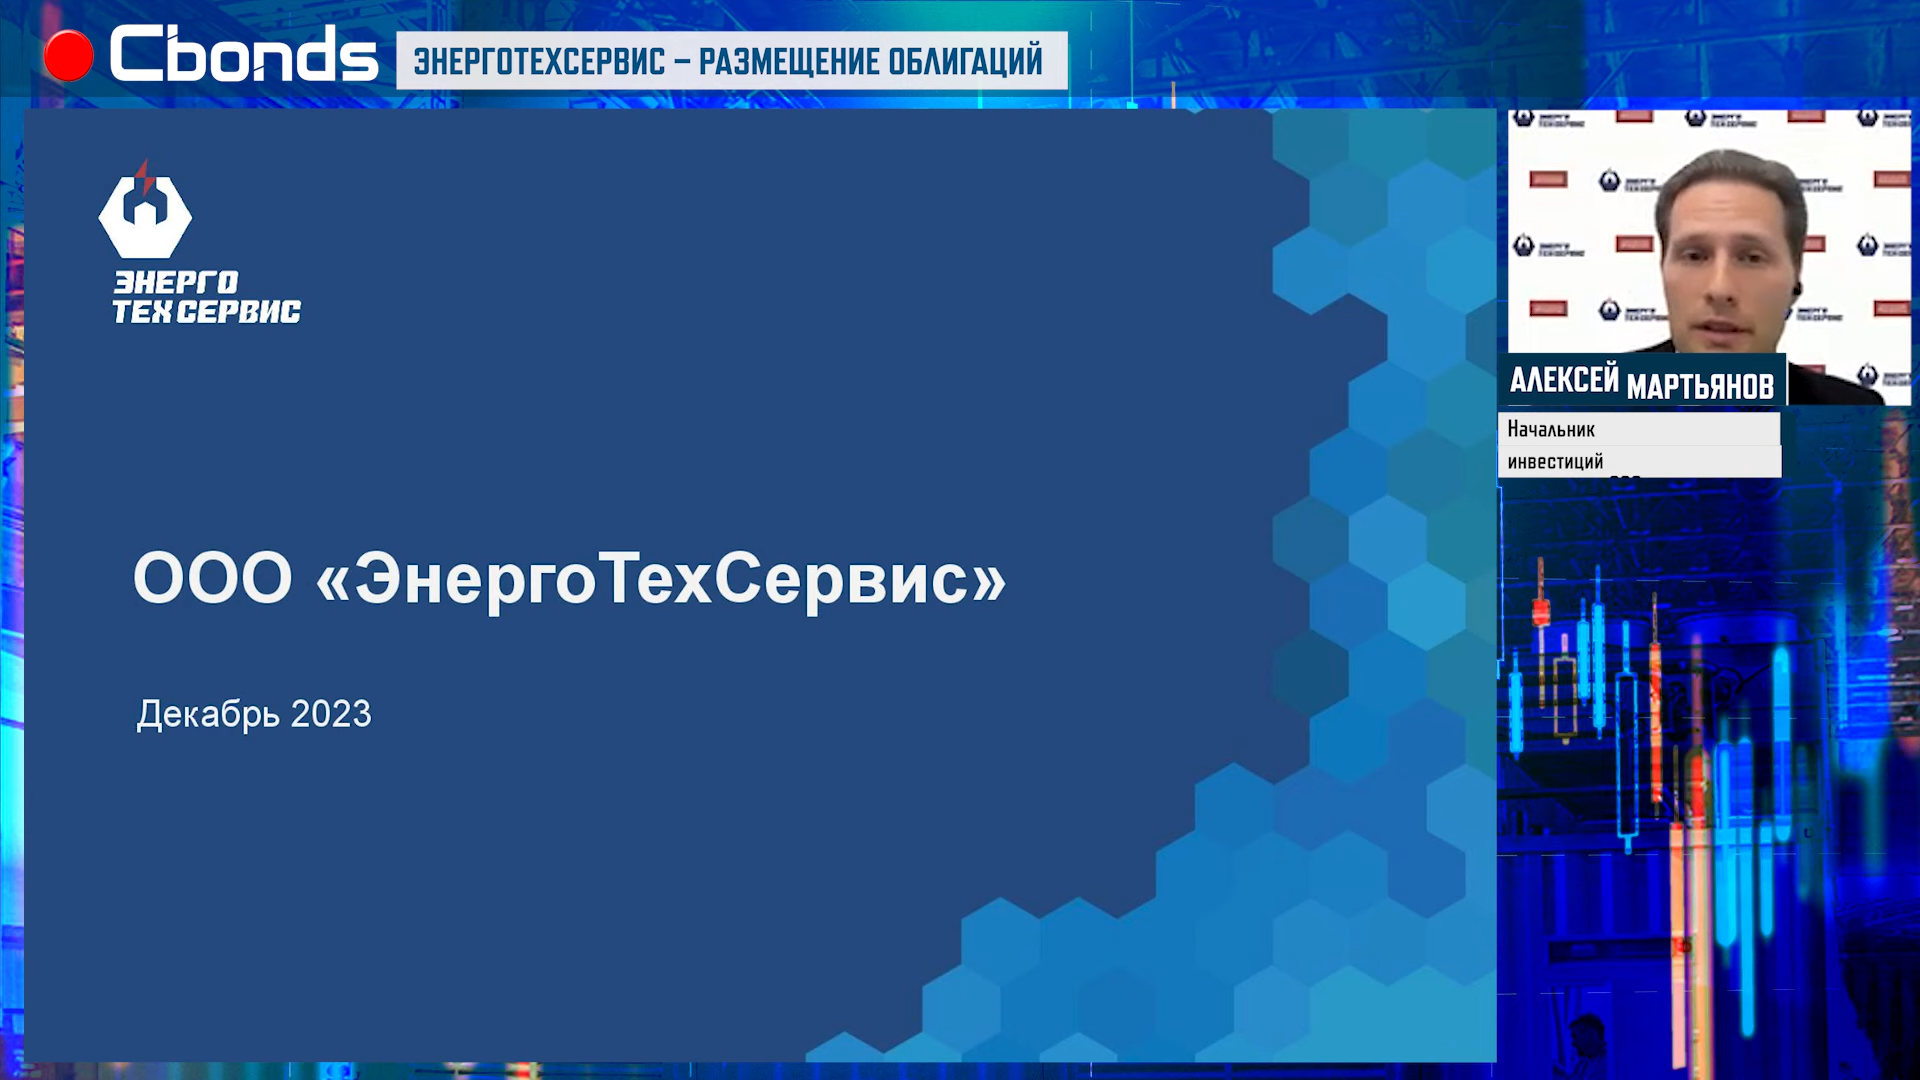 Cbonds
ЭНЕРГОТЕХСЕРВИС – РАЗМЕЩЕНИЕ ОБЛИГАЦИЙ
ЭНЕРГО
ТЕХСЕРВИС
ООО «ЭнергоТехСервис»
Декабрь 2023
АЛЕКСЕЙ МАРТЬЯНОВ
Начальник
инвестиций